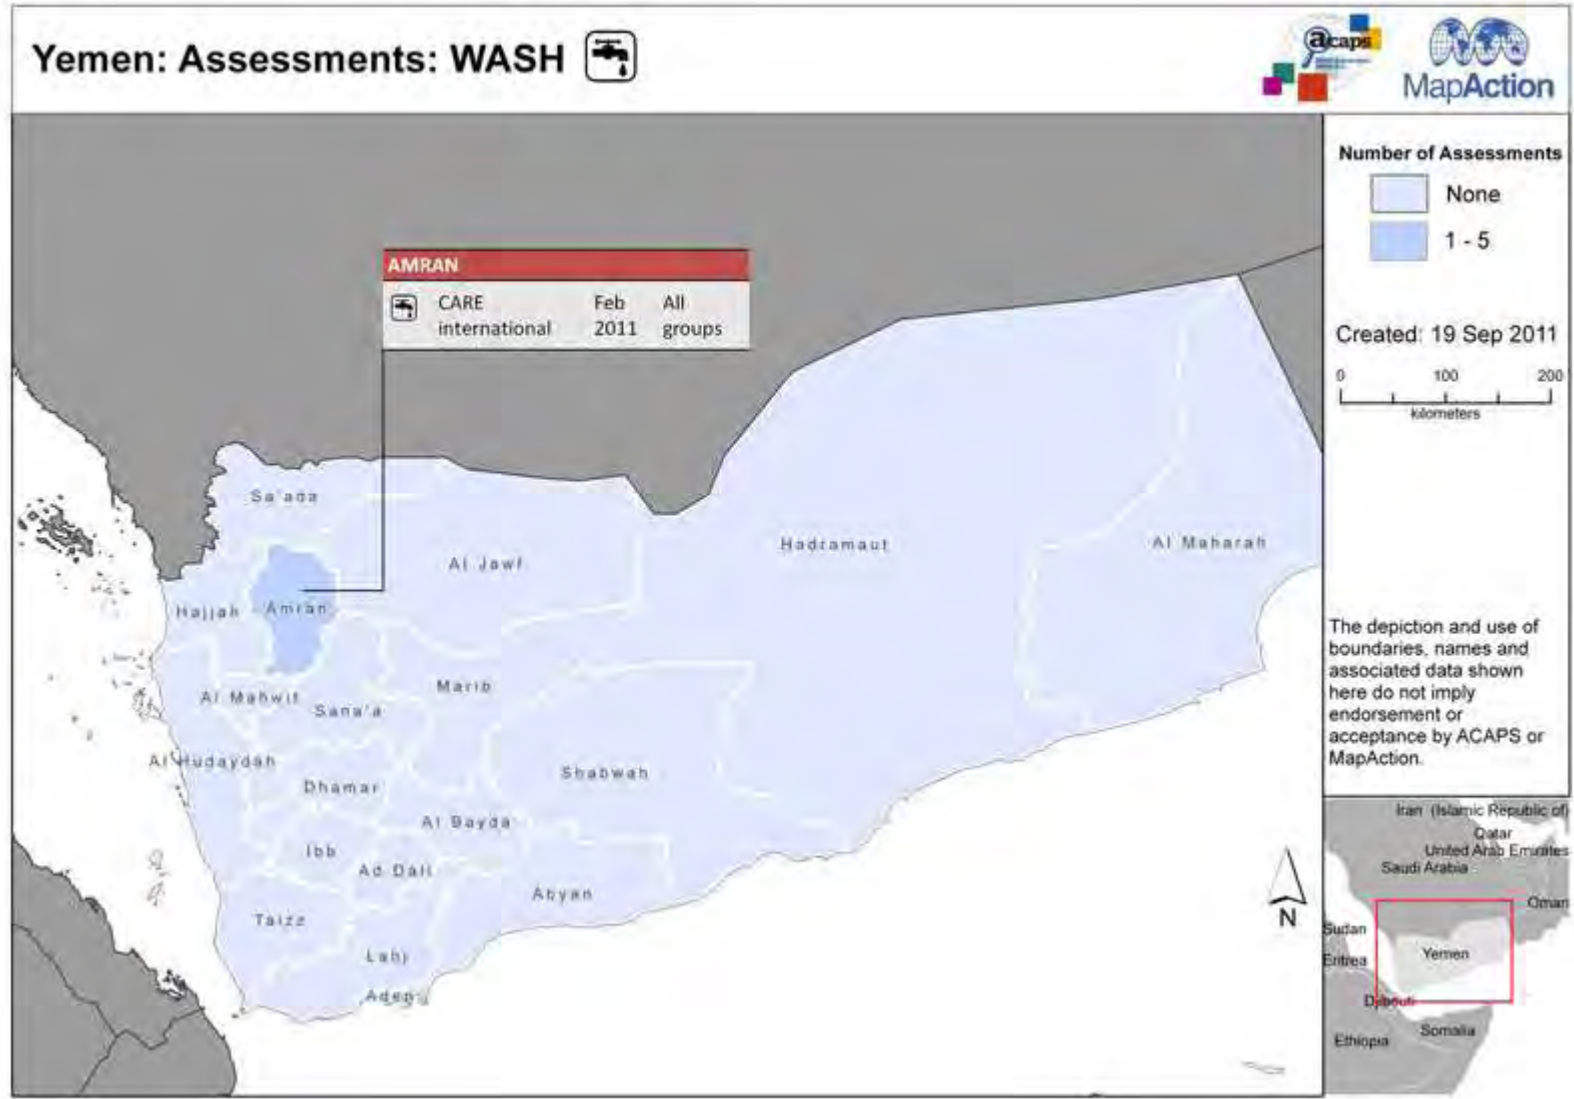 Yemen: Assessments: WASH
acaps
MapAction
Number of Assessments
None
1 - 5
Created: 19 Sep 2011
0 100 200
kilometers
AMRAN
CARE international
Feb 2011
All groups
Sa'ada
Al Jawf
Hadramaut
Al Maharah
Hajjah
Amran
Al Mahwit
Sana'a
Marib
Al Hudaydah
Dhamar
Shabwah
Al Bayda'
Ibb
Ad Dali
Abyan
Taizz
Lahj
Aden
N
The depiction and use of
boundaries, names and
associated data shown
here do not imply
endorsement or
acceptance by ACAPS or
MapAction.
Iran (Islamic Republic of)
Qatar
United Arab Emirates
Saudi Arabia
Oman
Sudan
Eritrea
Yemen
Djibouti
Somalia
Ethiopia